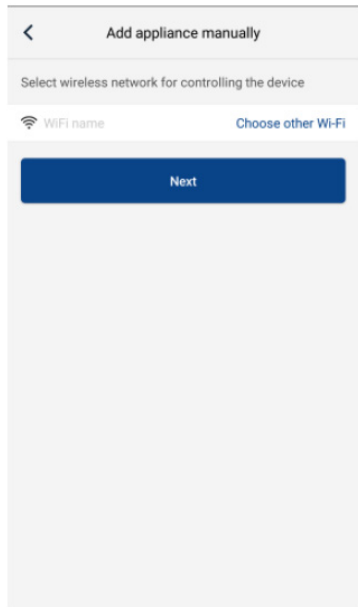 Add appliance manually
Select wireless network for controlling the device
WiFi name Choose other Wi-Fi
Next